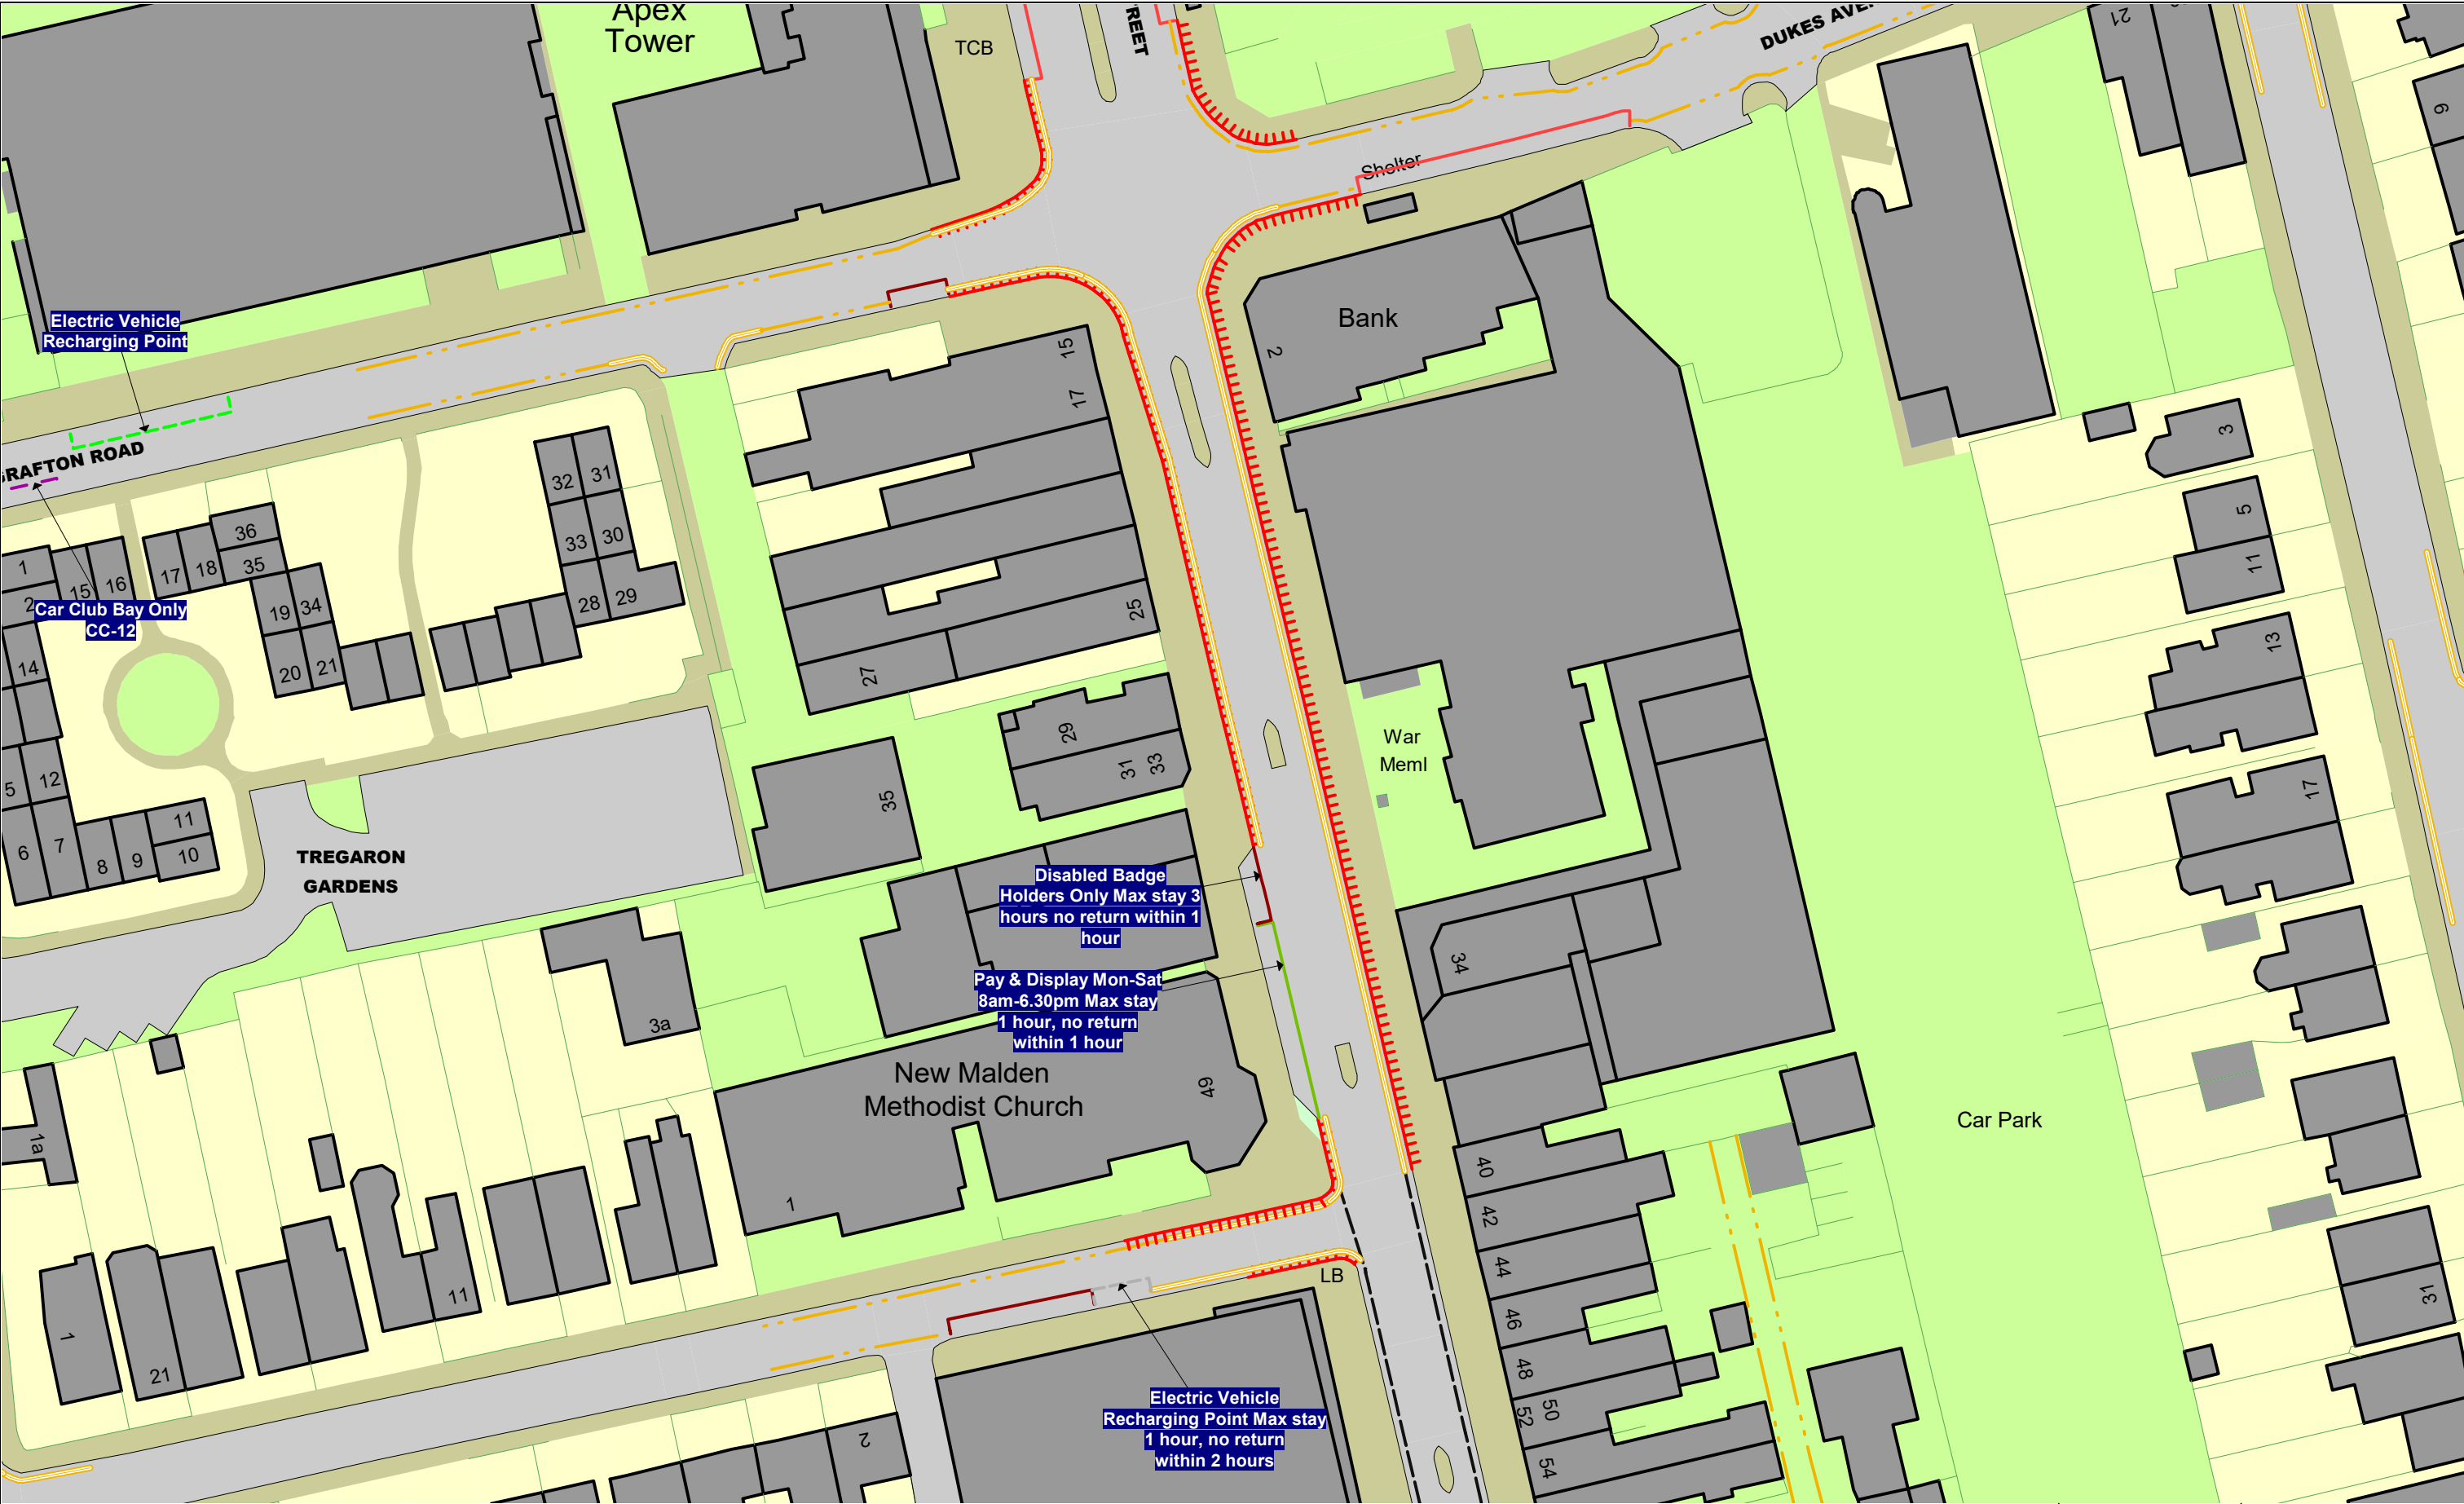 Apex
Tower
TCB
REET
DUKES AVE
21
9
Shelter
Bank
2
Electric Vehicle
Recharging Point
GRAFTON ROAD
15
17
32
31
33
30
28
29
36
35
17
18
1
2
15
16
19
34
20
21
Car Club Bay Only
CC-12
14
25
27
3
5
11
13
17
29
31
33
35
War
Meml
5
12
6
7
8
9
11
10
TREGARON
GARDENS
Disabled Badge
Holders Only Max stay 3
hours no return within 1
hour
Pay & Display Mon-Sat
8am-6.30pm Max stay
1 hour, no return
within 1 hour
34
3a
New Malden
Methodist Church
49
Car Park
1a
1
40
42
44
46
48
50
52
54
LB
1
21
11
31
Electric Vehicle
Recharging Point Max stay
1 hour, no return
within 2 hours
2